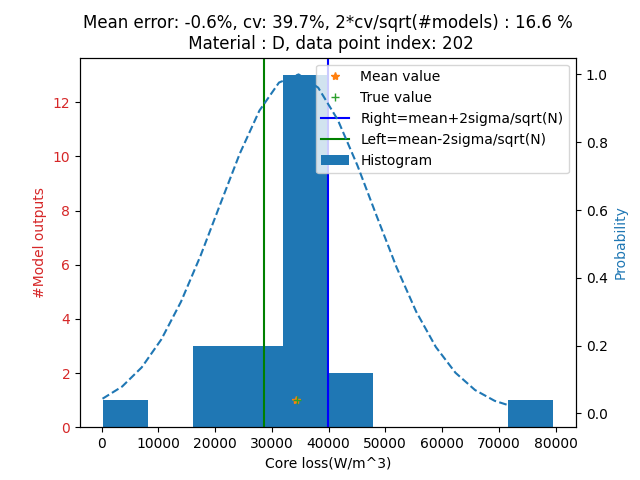 Mean error: -0.6%, cv: 39.7%, 2*cv/sqrt(#models) : 16.6 %
Material : D, data point index: 202
Mean value
True value
Right=mean+2sigma/sqrt(N)
Left=mean-2sigma/sqrt(N)
Histogram
#Model outputs
12
10
8
6
4
2
0
1.0
0.8
0.6
0.4
0.2
0.0
Probability
0 10000 20000 30000 40000 50000 60000 70000 80000
Core loss(W/m^3)